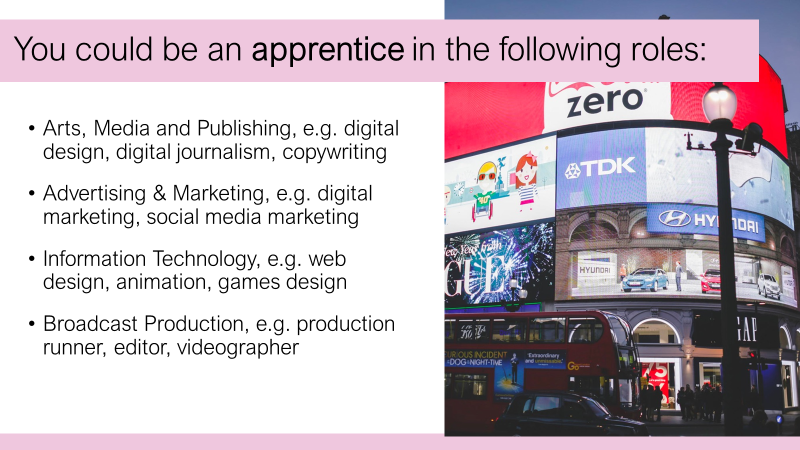 You could be an apprentice in the following roles:
• Arts, Media and Publishing, e.g. digital
design, digital journalism, copywriting
• Advertising & Marketing, e.g. digital
marketing, social media marketing
• Information Technology, e.g. web
design, animation, games design
• Broadcast Production, e.g. production
runner, editor, videographer
zero
TDK
HYUNDAI
HYUNDAI
GAP
DOG NIGHT-TIME
Extraordinary
Go